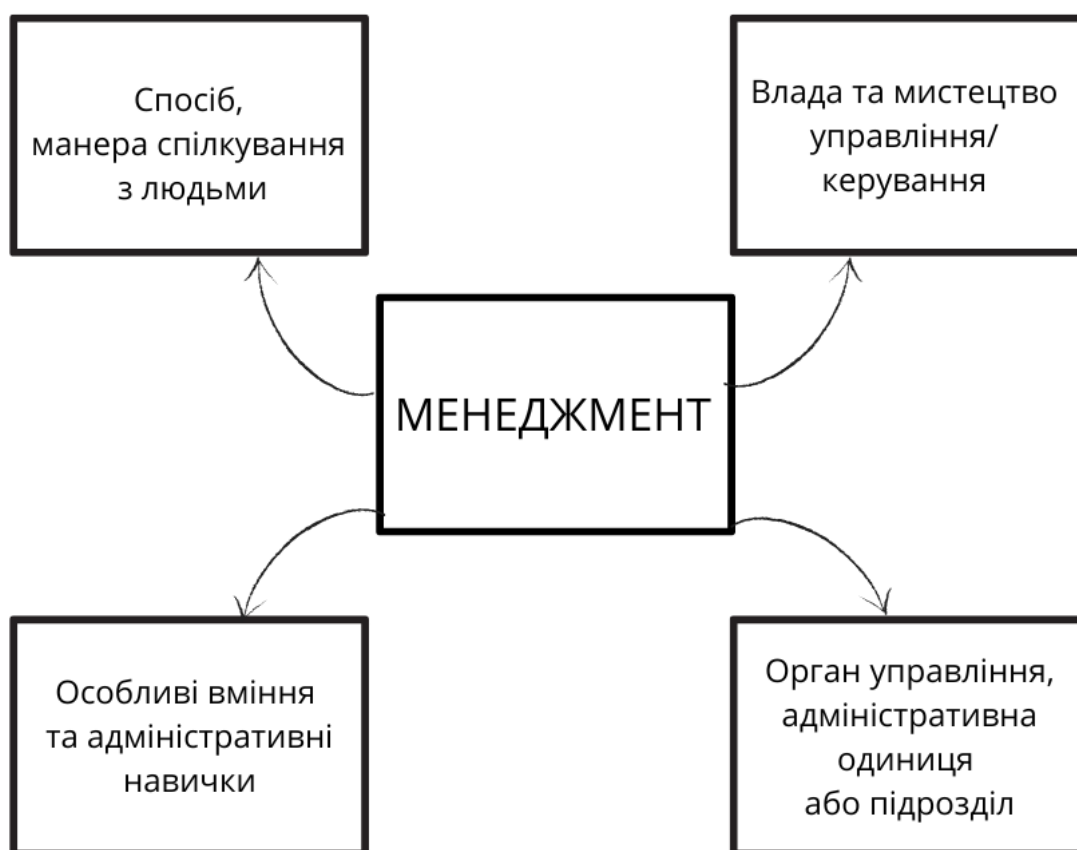 Спосіб,
манера спілкування
з людьми
Влада та мистецтво
управління/
керування
МЕНЕДЖМЕНТ
Особливі вміння
та адміністративні
навички
Орган управління,
адміністративна
одиниця
або підрозділ